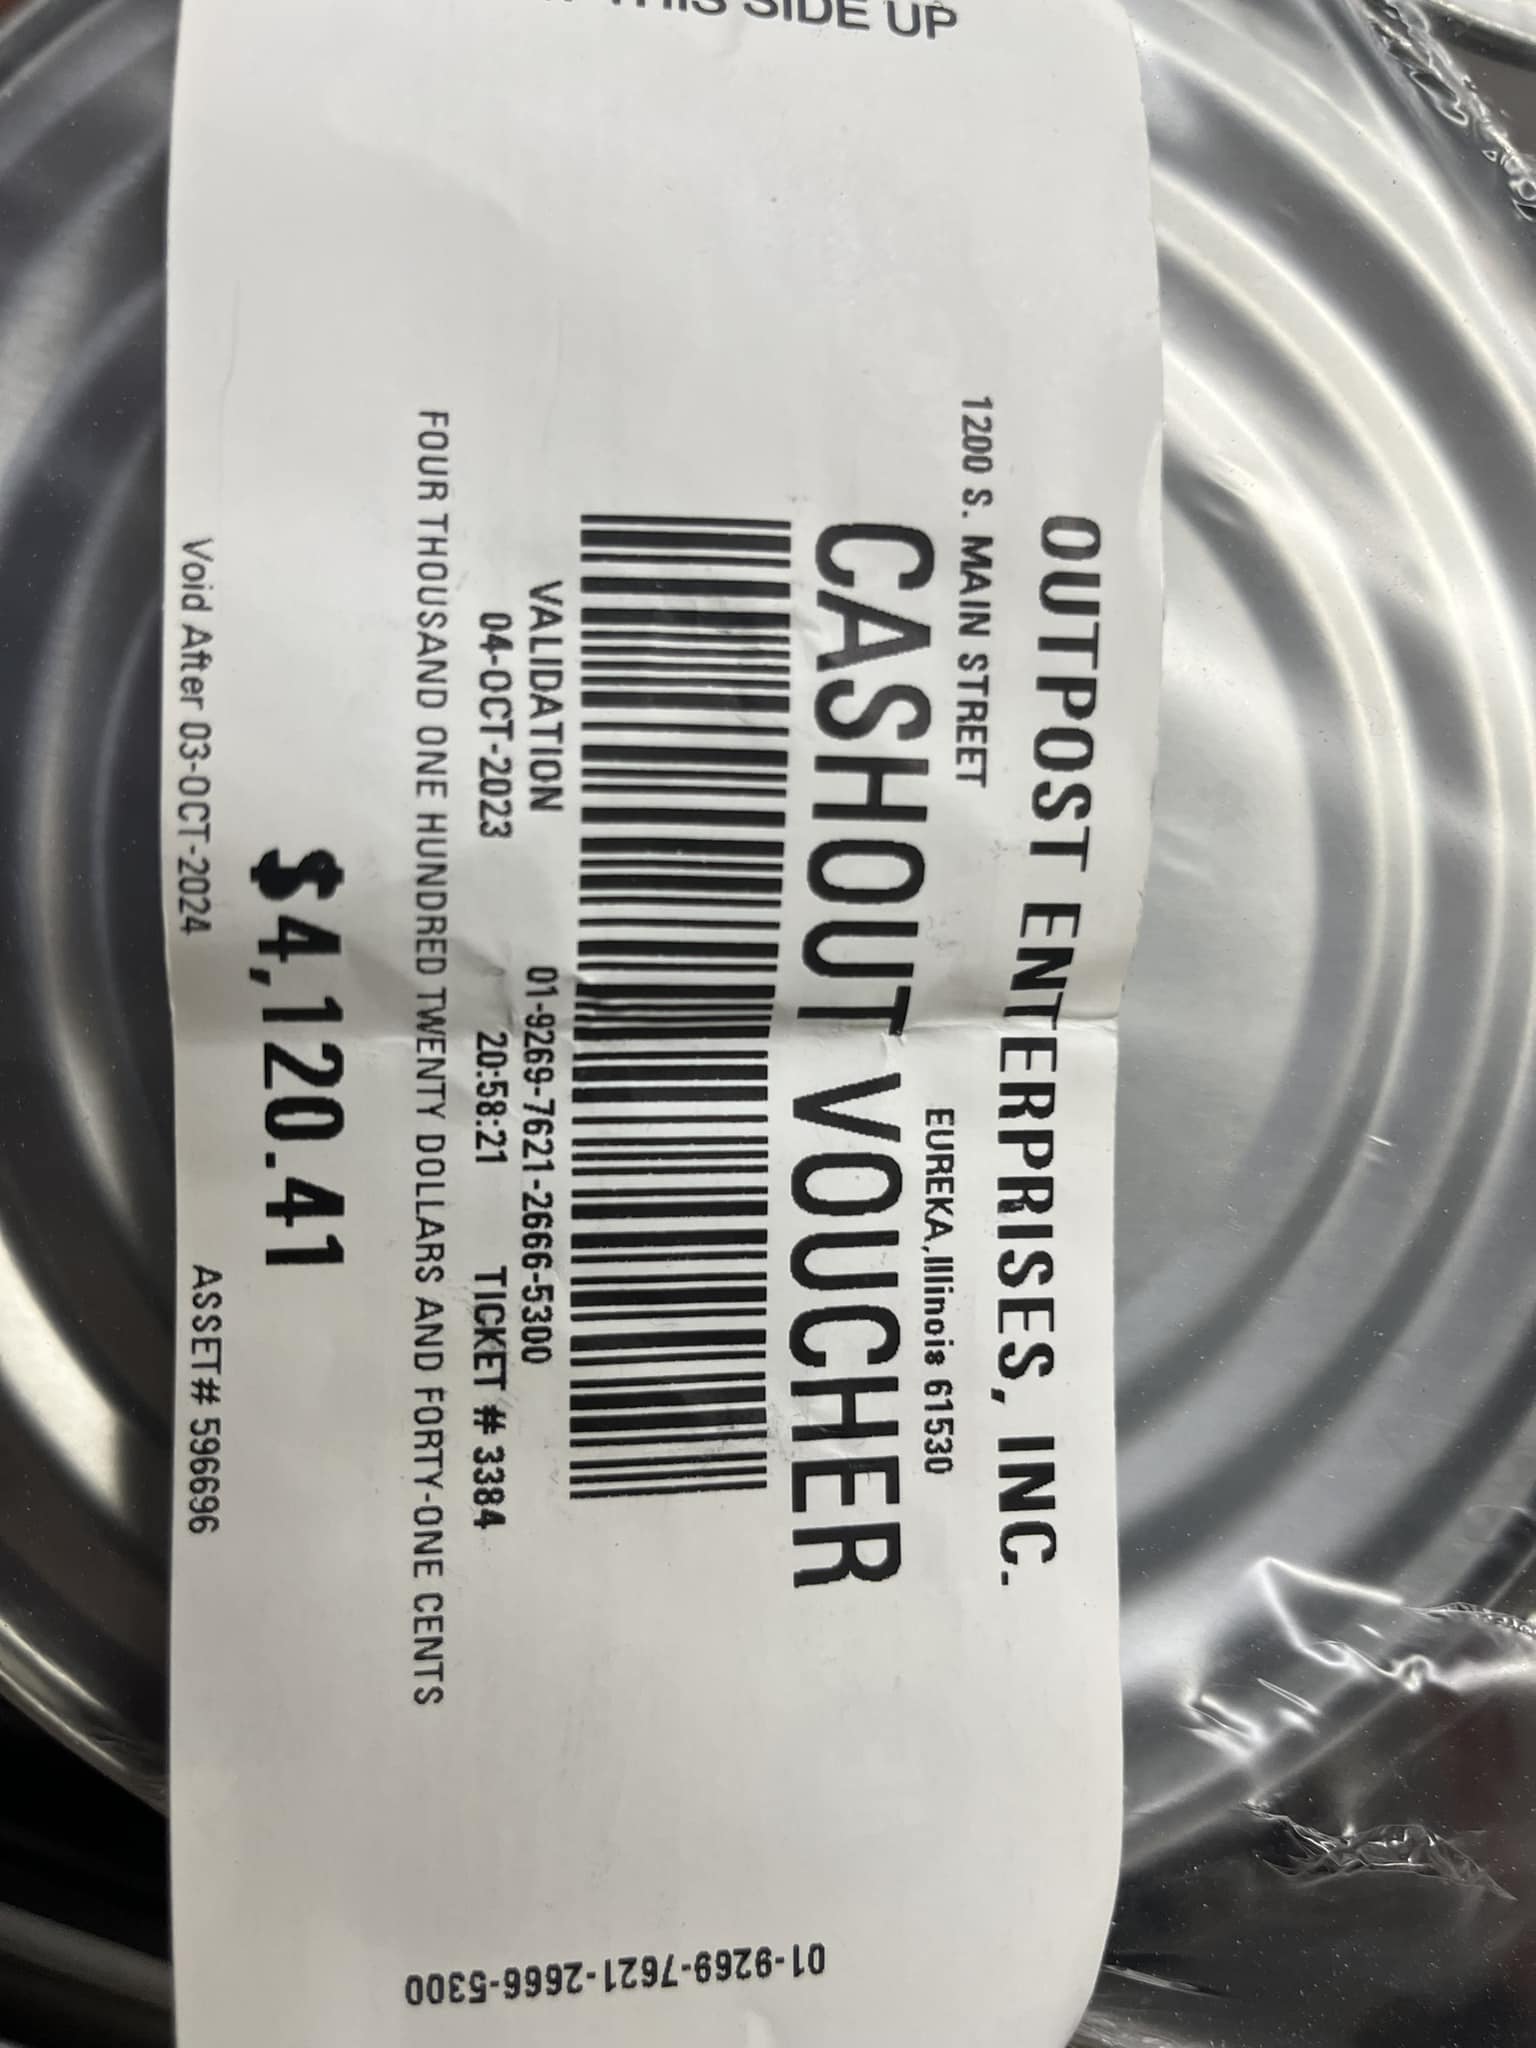 THIS SIDE UP
OUTPOST ENTERPRISES, INC.
1200 S. MAIN STREET EUREKA,Illinois 61530
CASHOUT VOUCHER
VALIDATION 01-9269-7621-2666-5300
04-OCT-2023 20:58:21 TICKET # 3384
FOUR THOUSAND ONE HUNDRED TWENTY DOLLARS AND FORTY-ONE CENTS
$4,120.41
Void After 03-OCT-2024 ASSET# 596696
01-9269-7621-2666-5300